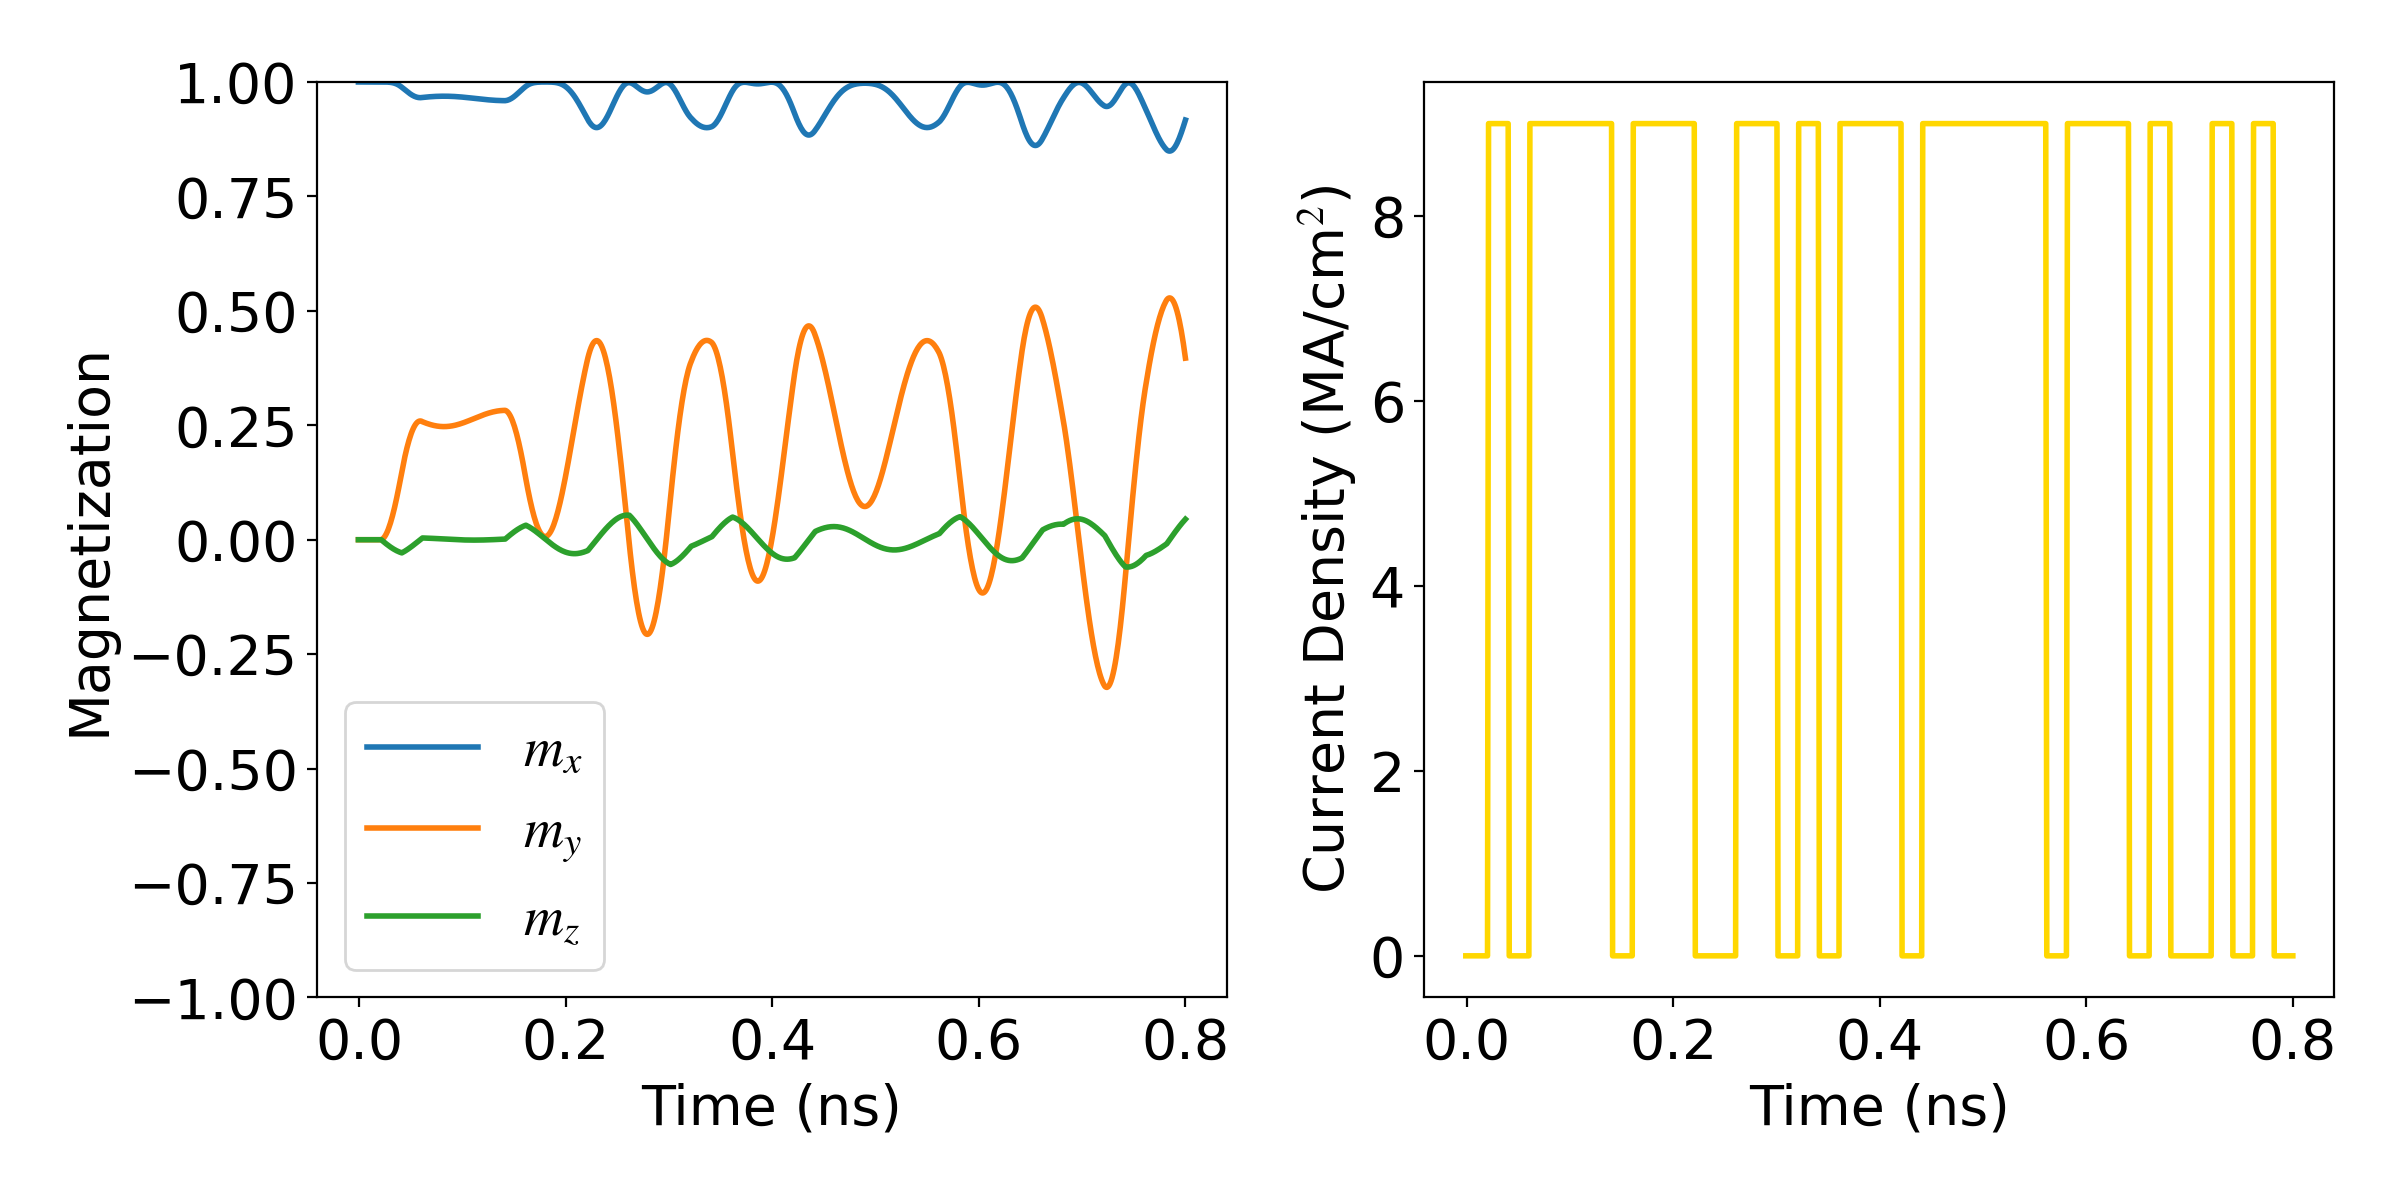 1.00
0.75
0.50
0.25
0.00
−0.25
−0.50
−0.75
−1.00
Magnetization
m_x
m_y
m_z
0.0 0.2 0.4 0.6 0.8
Time (ns)
8
6
4
2
0
Current Density (MA/cm²)
0.0 0.2 0.4 0.6 0.8
Time (ns)